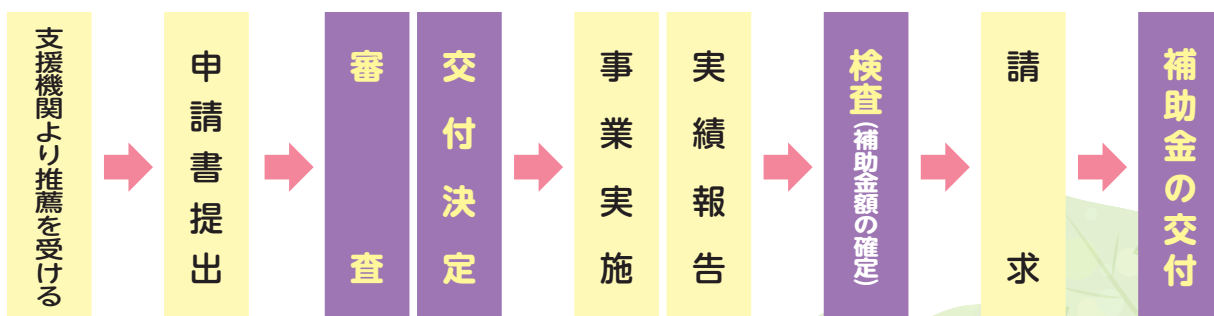 支援機関より推薦を受ける
申請書提出
審査
交付決定
事業実施
実績報告
検査(補助金額の確定)
請求
補助金の交付